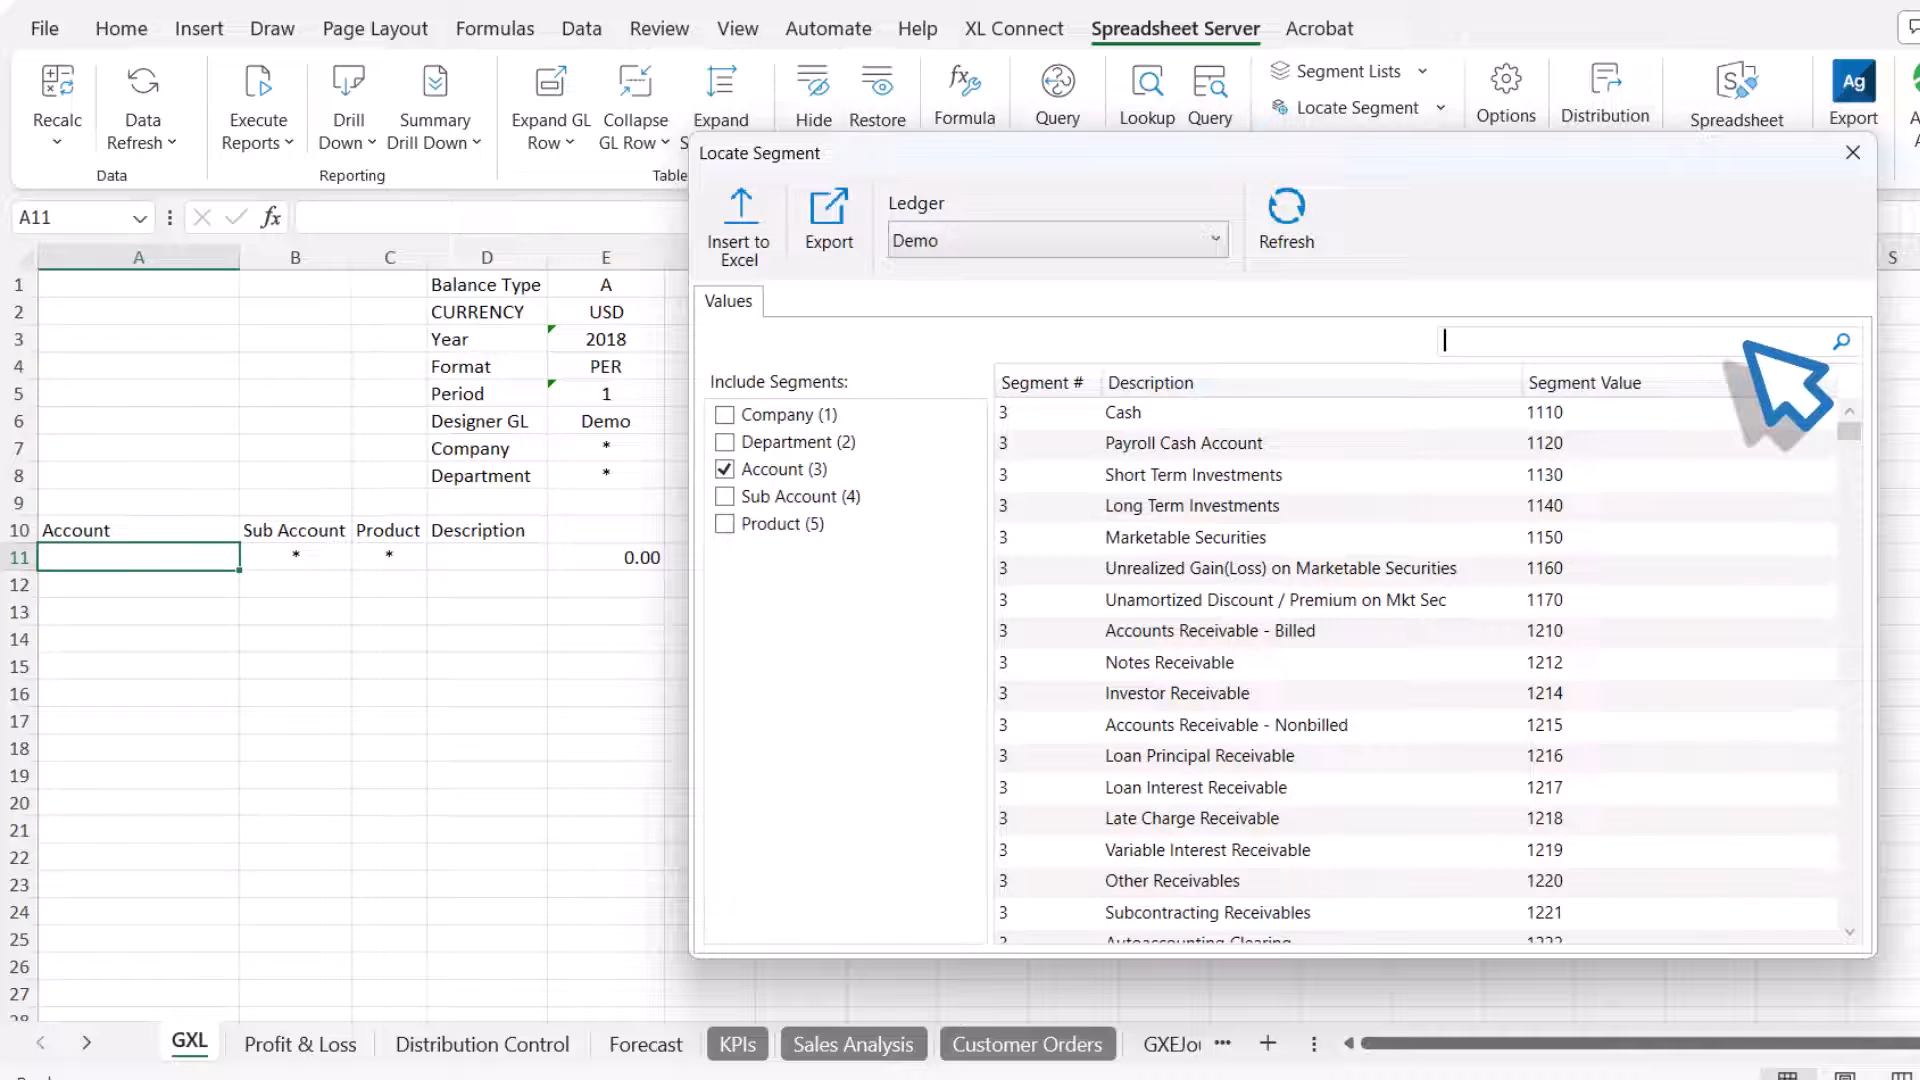 File Home Insert Draw Page Layout Formulas Data Review View Automate Help XL Connect Spreadsheet Server Acrobat
Recalc
Data Refresh
Execute Reports
Drill Down
Summary Drill Down
Expand GL Row
Collapse GL Row
Expand
Hide
Restore
Formula
Query
Lookup
Query
Segment Lists
Locate Segment
Options
Distribution
Spreadsheet
Ag
Export
Data Reporting
A11
fx
A B C D E S
1 Balance Type A
2 CURRENCY USD
3 Year 2018
4 Format PER
5 Period 1
6 Designer GL Demo
7 Company *
8 Department *
9
10 Account Sub Account Product Description
11 * * 0.00
12
13
14
15
16
17
18
19
20
21
22
23
24
25
26
27
28
Locate Segment
Insert to Excel
Export
Ledger
Demo
Refresh
Values
Include Segments:
Company (1)
Department (2)
Account (3)
Sub Account (4)
Product (5)
Segment # Description Segment Value
3 Cash 1110
3 Payroll Cash Account 1120
3 Short Term Investments 1130
3 Long Term Investments 1140
3 Marketable Securities 1150
3 Unrealized Gain(Loss) on Marketable Securities 1160
3 Unamortized Discount / Premium on Mkt Sec 1170
3 Accounts Receivable - Billed 1210
3 Notes Receivable 1212
3 Investor Receivable 1214
3 Accounts Receivable - Nonbilled 1215
3 Loan Principal Receivable 1216
3 Loan Interest Receivable 1217
3 Late Charge Receivable 1218
3 Variable Interest Receivable 1219
3 Other Receivables 1220
3 Subcontracting Receivables 1221
3 Autoaccounting Clearing 1222
GXL Profit & Loss Distribution Control Forecast KPIs Sales Analysis Customer Orders